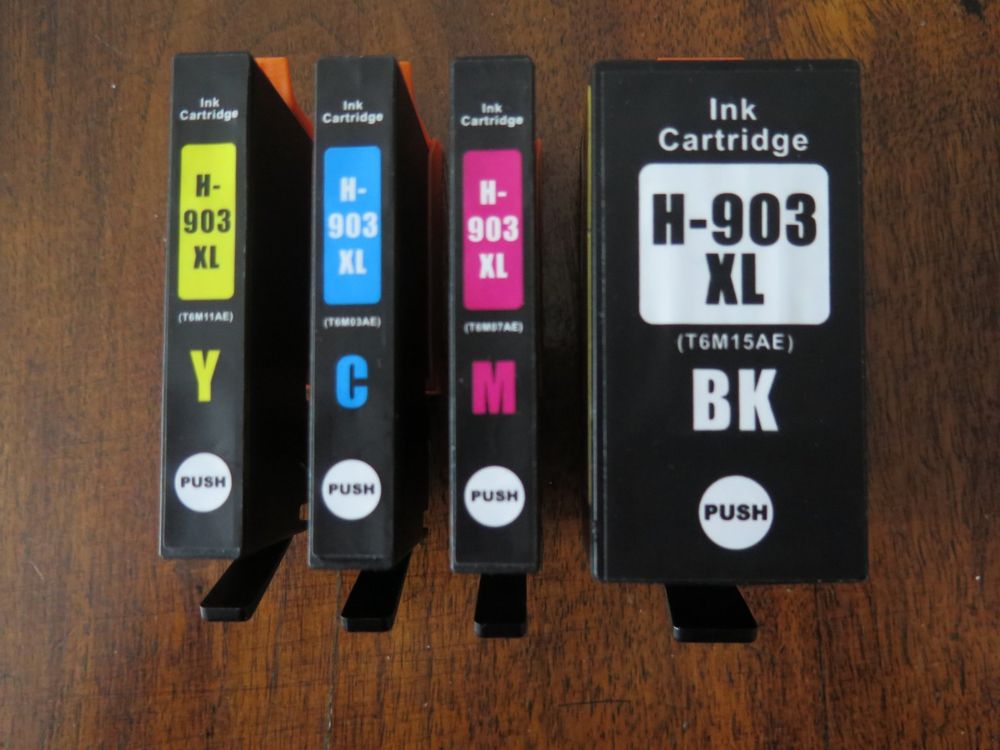 Ink
Cartridge
H-
903
XL
(T6M11AE)
Y
PUSH
Ink
Cartridge
H-
903
XL
(T6M03AE)
C
PUSH
Ink
Cartridge
H-
903
XL
(T6M07AE)
M
PUSH
Ink
Cartridge
H-903
XL
(T6M15AE)
BK
PUSH